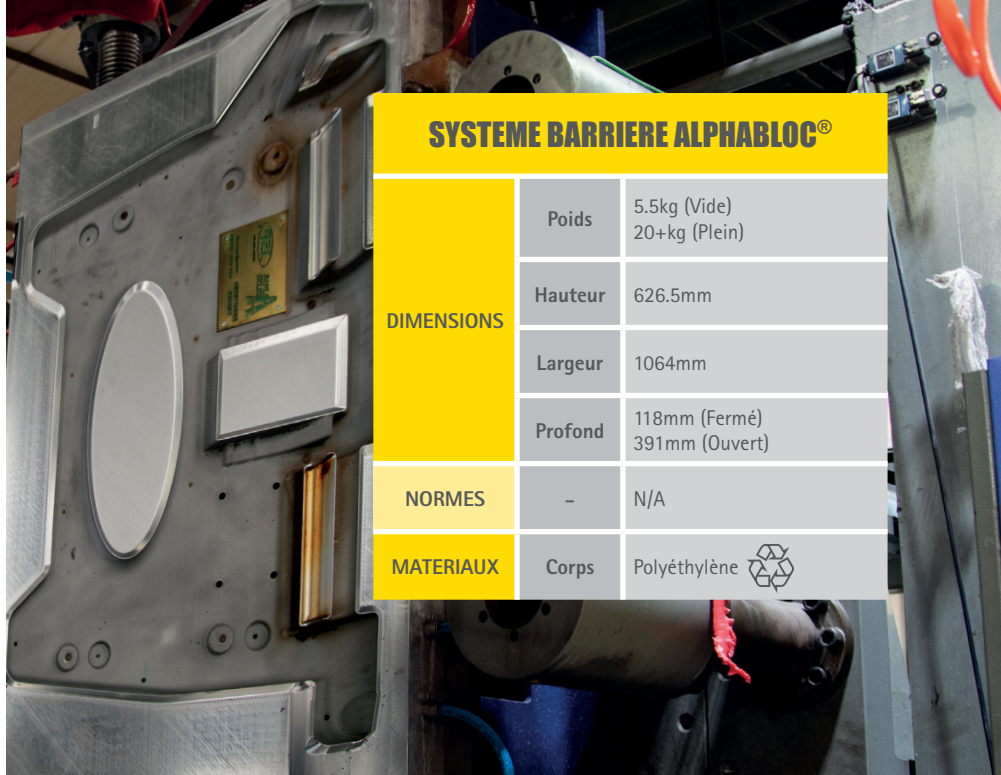 SYSTEME BARRIERE ALPHABLOC®
DIMENSIONS
Poids
5.5kg (Vide)
20+kg (Plein)
Hauteur
626.5mm
Largeur
1064mm
Profond
118mm (Fermé)
391mm (Ouvert)
NORMES
-
N/A
MATERIAUX
Corps
Polyéthylène